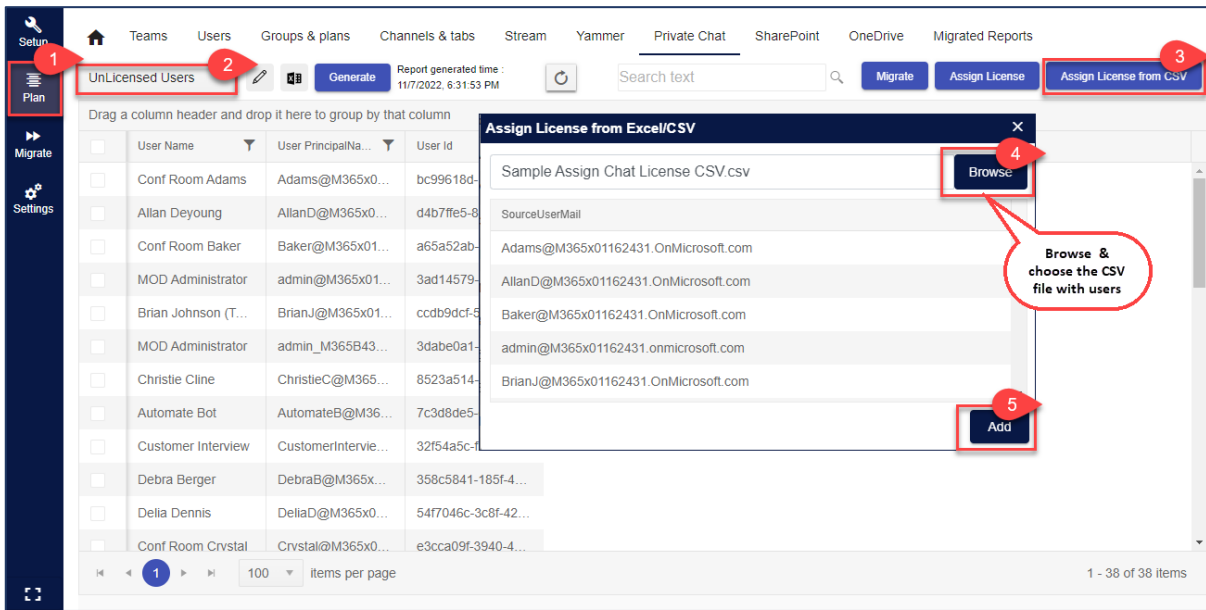 Setup
Plan
Migrate
Settings
Teams Users Groups & plans Channels & tabs Stream Yammer Private Chat SharePoint OneDrive Migrated Reports
1
2
3
UnLicensed Users
Generate
Report generated time :
11/7/2022, 6:31:53 PM
Search text
Migrate
Assign License
Assign License from CSV
Drag a column header and drop it here to group by that column
User Name User PrincipalNa... User Id
Conf Room Adams Adams@M365x0... bc99618d-
Allan Deyoung AllanD@M365x0... d4b7ffe5-8
Conf Room Baker Baker@M365x01... a65a52ab-
MOD Administrator admin@M365x01... 3ad14579-
Brian Johnson (T... BrianJ@M365x01... ccdb9dcf-5
MOD Administrator admin_M365B43... 3dabe0a1-
Christie Cline ChristieC@M365... 8523a514-
Automate Bot AutomateB@M36... 7c3d8de5-
Customer Interview CustomerIntervie... 32f54a5c-f
Debra Berger DebraB@M365x... 358c5841-185f-4...
Delia Dennis DeliaD@M365x0... 54f7046c-3c8f-42...
Conf Room Crystal Crystal@M365x0... e3cca09f-3940-4...
Assign License from Excel/CSV
4
Sample Assign Chat License CSV.csv
Browse
SourceUserMail
Adams@M365x01162431.OnMicrosoft.com
AllanD@M365x01162431.OnMicrosoft.com
Baker@M365x01162431.OnMicrosoft.com
admin@M365x01162431.onmicrosoft.com
BrianJ@M365x01162431.OnMicrosoft.com
Browse &
choose the CSV
file with users
5
Add
1
100 items per page
1 - 38 of 38 items